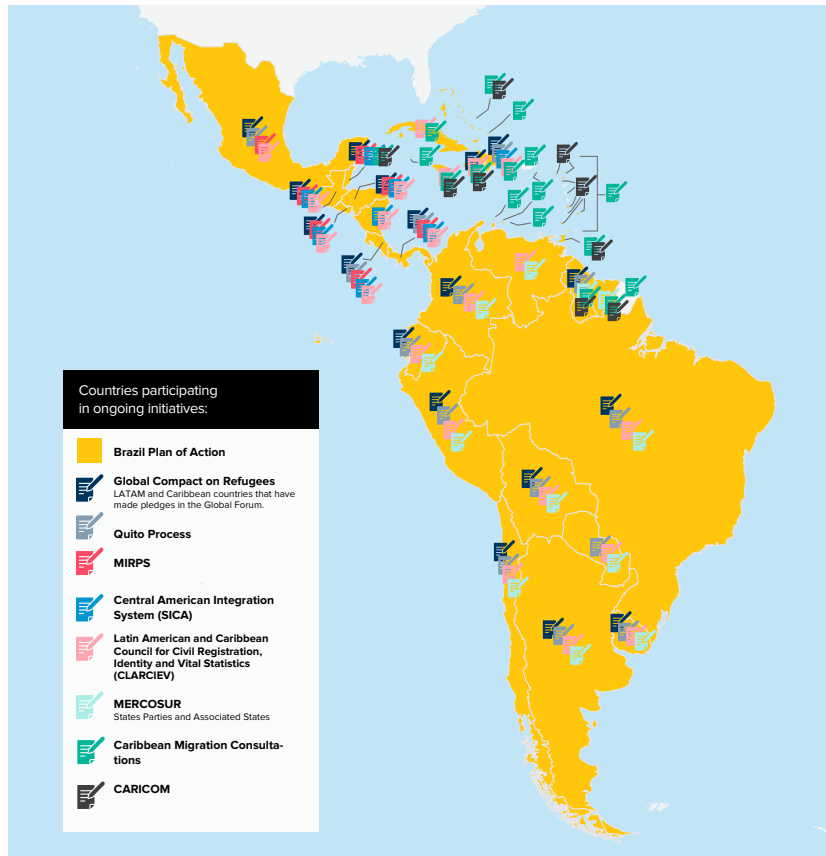 Countries participating
in ongoing initiatives:
Brazil Plan of Action
Global Compact on Refugees
LATAM and Caribbean countries that have
made pledges in the Global Forum.
Quito Process
MIRPS
Central American Integration
System (SICA)
Latin American and Caribbean
Council for Civil Registration,
Identity and Vital Statistics
(CLARCIEV)
MERCOSUR
States Parties and Associated States
Caribbean Migration Consulta-
tions
CARICOM